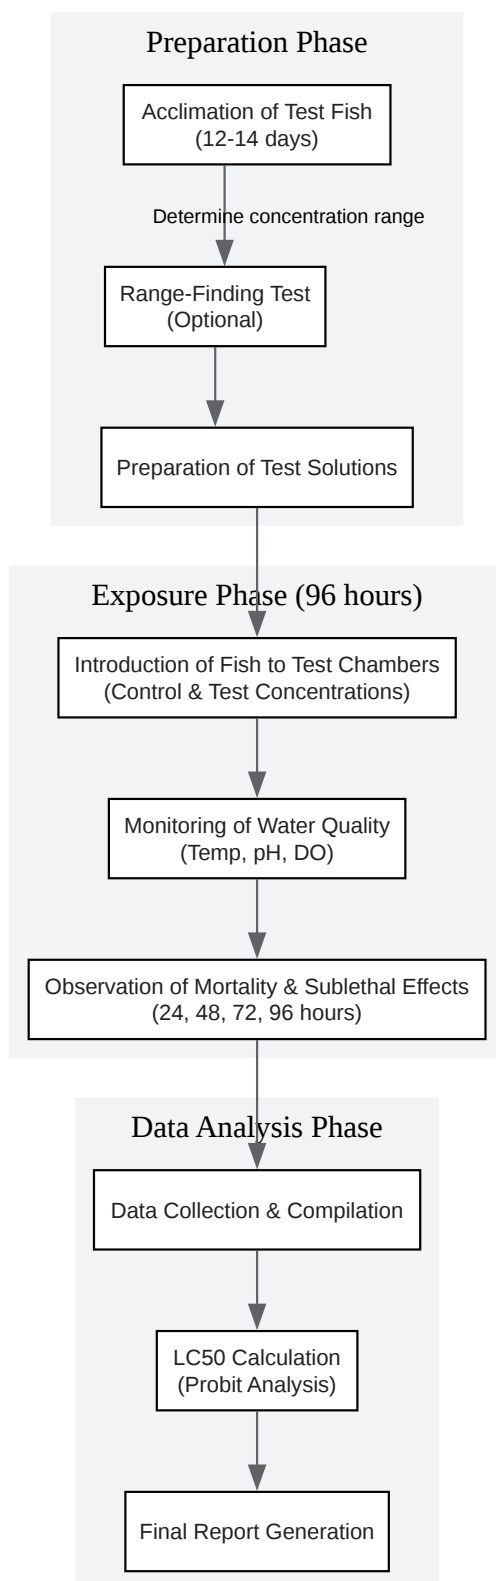 Preparation Phase
Acclimation of Test Fish
(12-14 days)
Determine concentration range
Range-Finding Test
(Optional)
Preparation of Test Solutions
Exposure Phase (96 hours)
Introduction of Fish to Test Chambers
(Control & Test Concentrations)
Monitoring of Water Quality
(Temp, pH, DO)
Observation of Mortality & Sublethal Effects
(24, 48, 72, 96 hours)
Data Analysis Phase
Data Collection & Compilation
LC50 Calculation
(Probit Analysis)
Final Report Generation